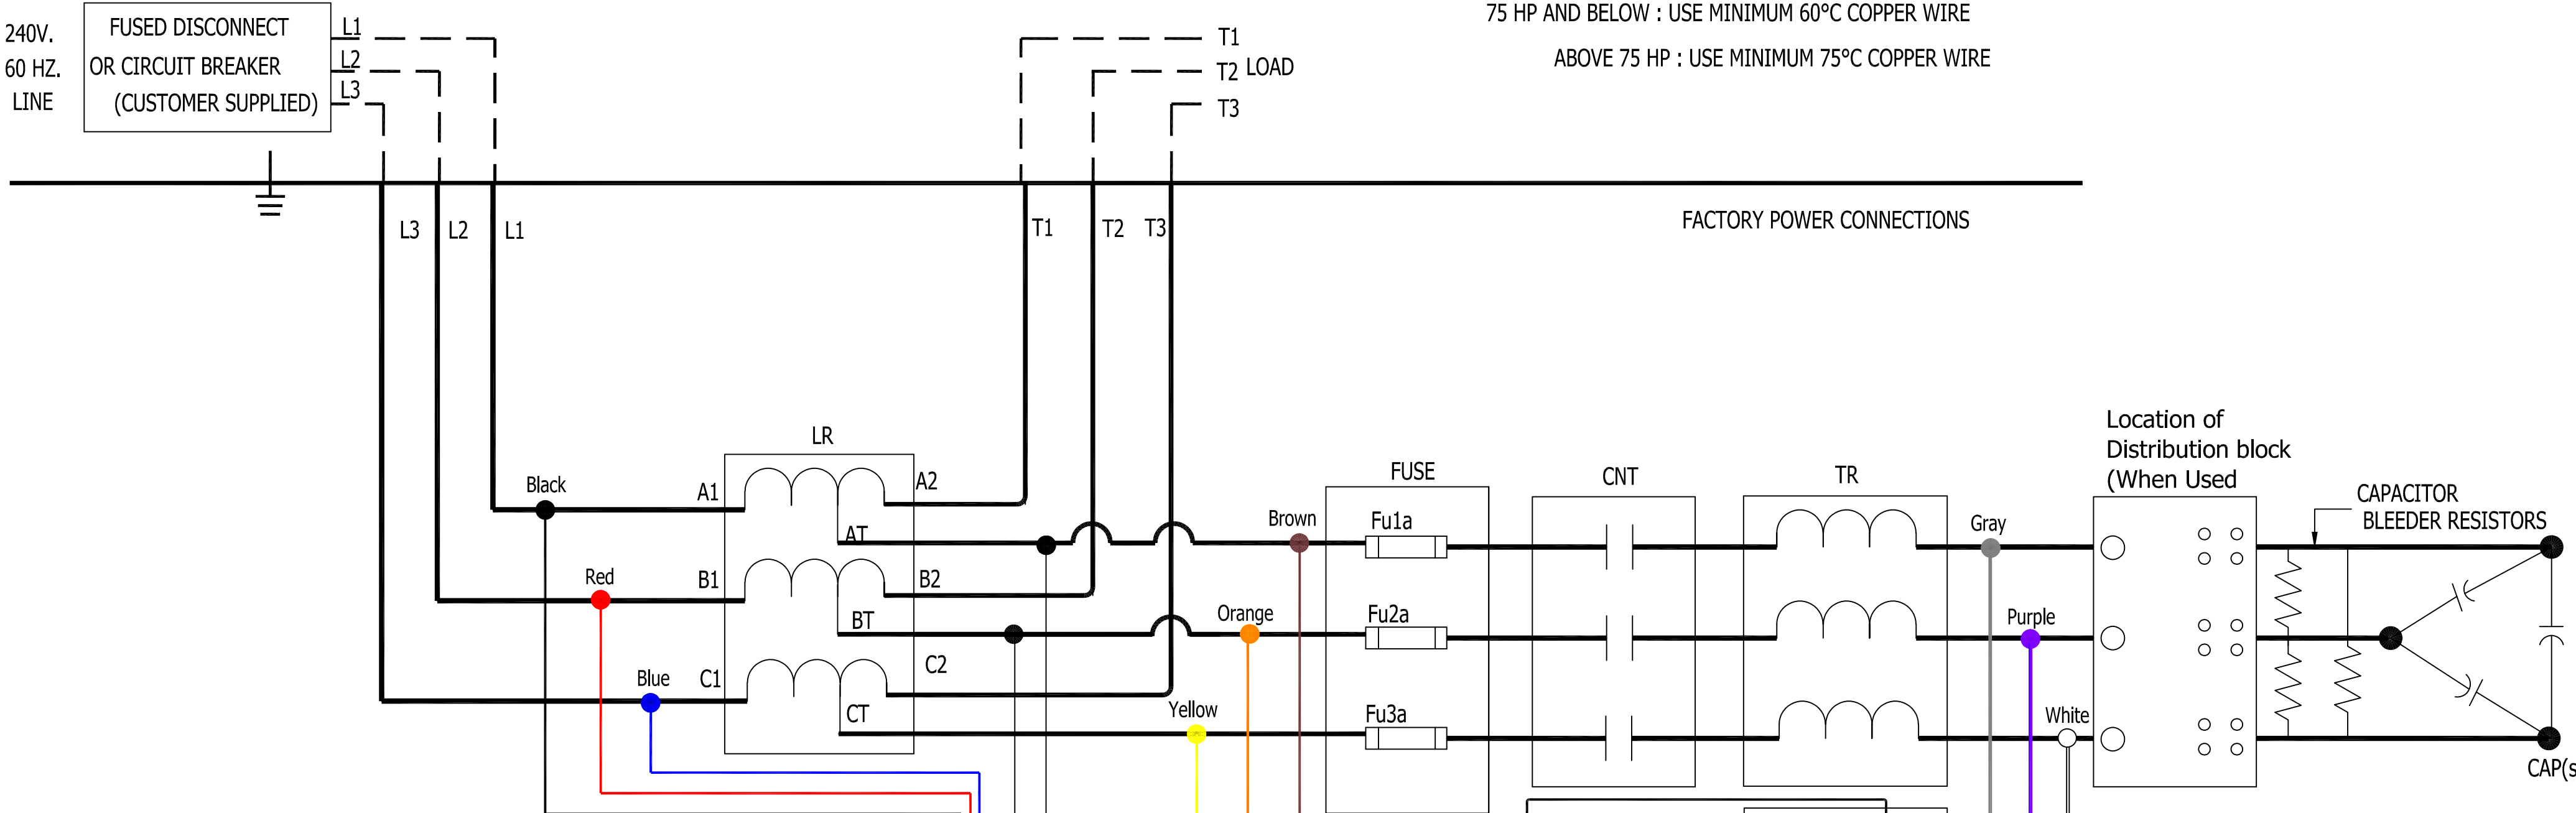 240V.
60 HZ.
LINE
FUSED DISCONNECT
OR CIRCUIT BREAKER
(CUSTOMER SUPPLIED)
L1
L2
L3
T1
T2 LOAD
T3
75 HP AND BELOW : USE MINIMUM 60°C COPPER WIRE
ABOVE 75 HP : USE MINIMUM 75°C COPPER WIRE
L3
L2
L1
T1
T2
T3
FACTORY POWER CONNECTIONS
LR
Black
A1
A2
AT
Red
B1
B2
BT
Blue
C1
C2
CT
Brown
Orange
Yellow
FUSE
Fu1a
Fu2a
Fu3a
CNT
TR
Gray
Purple
White
Location of
Distribution block
(When Used
CAPACITOR
BLEEDER RESISTORS
CAP(s